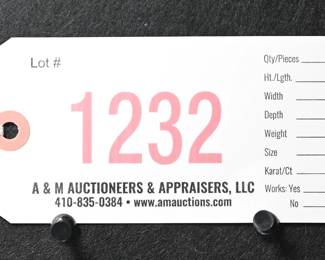 Lot #
1232
A & M AUCTIONEERS & APPRAISERS, LLC
410-835-0384 • www.amauctions.com
Qty/Pieces
Ht./Lgth.
Width
Depth
Weight
Size
Karat/Ct
Works: Yes
No